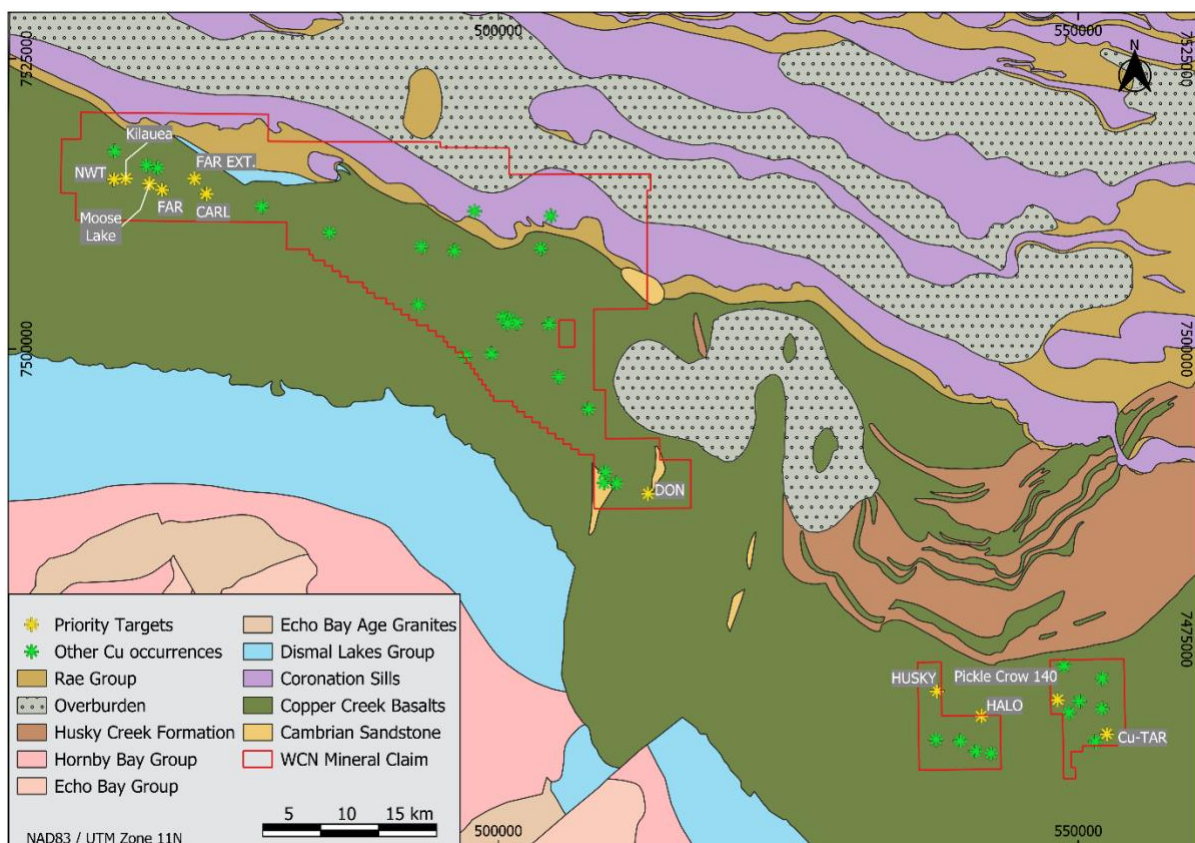 500000
550000
7525000
7525000
N
Kilauea
NWT
FAR EXT.
Moose
Lake
FAR
CARL
7500000
7500000
DON
7475000
HUSKY
Pickle Crow 140
HALO
Cu-TAR
Priority Targets
Other Cu occurrences
Rae Group
Overburden
Husky Creek Formation
Hornby Bay Group
Echo Bay Group
Echo Bay Age Granites
Dismal Lakes Group
Coronation Sills
Copper Creek Basalts
Cambrian Sandstone
WCN Mineral Claim
5 10 15 km
NAD83 / UTM Zone 11N
500000
550000